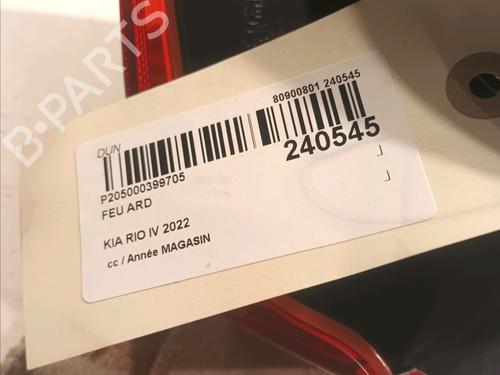 B-PARTS
80900801 240545
DUN
240545
P205000399705
FEU ARD
KIA RIO IV 2022
cc / Année MAGASIN